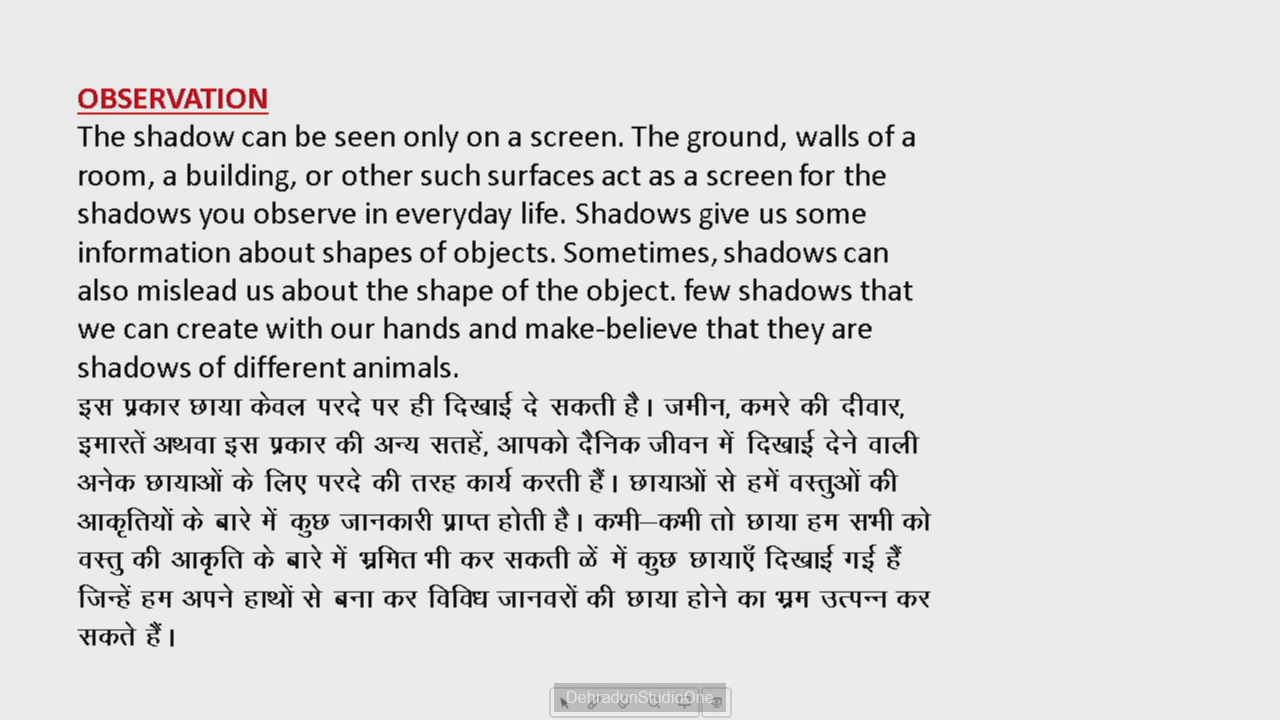 OBSERVATION
The shadow can be seen only on a screen. The ground, walls of a
room, a building, or other such surfaces act as a screen for the
shadows you observe in everyday life. Shadows give us some
information about shapes of objects. Sometimes, shadows can
also mislead us about the shape of the object. few shadows that
we can create with our hands and make-believe that they are
shadows of different animals.
इस प्रकार छाया केवल परदे पर ही दिखाई दे सकती है। जमीन, कमरे की दीवार,
इमारतें अथवा इस प्रकार की अन्य सतहें, आपको दैनिक जीवन में दिखाई देने वाली
अनेक छायाओं के लिए परदे की तरह कार्य करती हैं। छायाओं से हमें वस्तुओं की
आकृतियों के बारे में कुछ जानकारी प्राप्त होती है। कभी–कभी तो छाया हम सभी को
वस्तु की आकृति के बारे में भ्रमित भी कर सकती ळें में कुछ छायाएँ दिखाई गई हैं
जिन्हें हम अपने हाथों से बना कर विविध जानवरों की छाया होने का भ्रम उत्पन्न कर
सकते हैं।
DehradunStudioOne